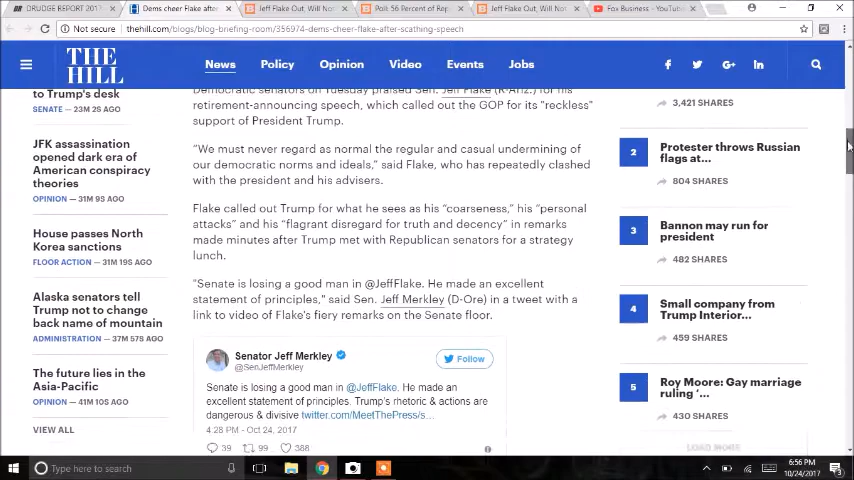 DRUDGE REPORT 2017
Dems cheer Flake after
Jeff Flake Out, Will Not
Poll: 56 Percent of Rep
Jeff Flake Out, Will Not
Fox Business - YouTube
Not secure
thehill.com/blogs/blog-briefing-room/356974-dems-cheer-flake-after-scathing-speech
THE HILL
News
Policy
Opinion
Video
Events
Jobs
to Trump's desk
SENATE - 23M 2S AGO
JFK assassination
opened dark era of
American conspiracy
theories
OPINION - 31M 9S AGO
House passes North
Korea sanctions
FLOOR ACTION - 31M 19S AGO
Alaska senators tell
Trump not to change
back name of mountain
ADMINISTRATION - 37M 57S AGO
The future lies in the
Asia-Pacific
OPINION - 41M 10S AGO
VIEW ALL
Democratic senators on Tuesday praised Sen. Jeff Flake (R-Ariz.) for his
retirement-announcing speech, which called out the GOP for its "reckless"
support of President Trump.
"We must never regard as normal the regular and casual undermining of
our democratic norms and ideals," said Flake, who has repeatedly clashed
with the president and his advisers.
Flake called out Trump for what he sees as his "coarseness," his "personal
attacks" and his "flagrant disregard for truth and decency" in remarks
made minutes after Trump met with Republican senators for a strategy
lunch.
"Senate is losing a good man in @JeffFlake. He made an excellent
statement of principles," said Sen. Jeff Merkley (D-Ore) in a tweet with a
link to video of Flake's fiery remarks on the Senate floor.
Senator Jeff Merkley
@SenJeffMerkley
Follow
Senate is losing a good man in @JeffFlake. He made an
excellent statement of principles. Trump's rhetoric & actions are
dangerous & divisive twitter.com/MeetThePress/s...
4:28 PM - Oct 24, 2017
39 99 388
3,421 SHARES
2
Protester throws Russian
flags at...
804 SHARES
3
Bannon may run for
president
482 SHARES
4
Small company from
Trump Interior...
459 SHARES
5
Roy Moore: Gay marriage
ruling '...
430 SHARES
LOAD MORE
Type here to search
6:56 PM
10/24/2017
3